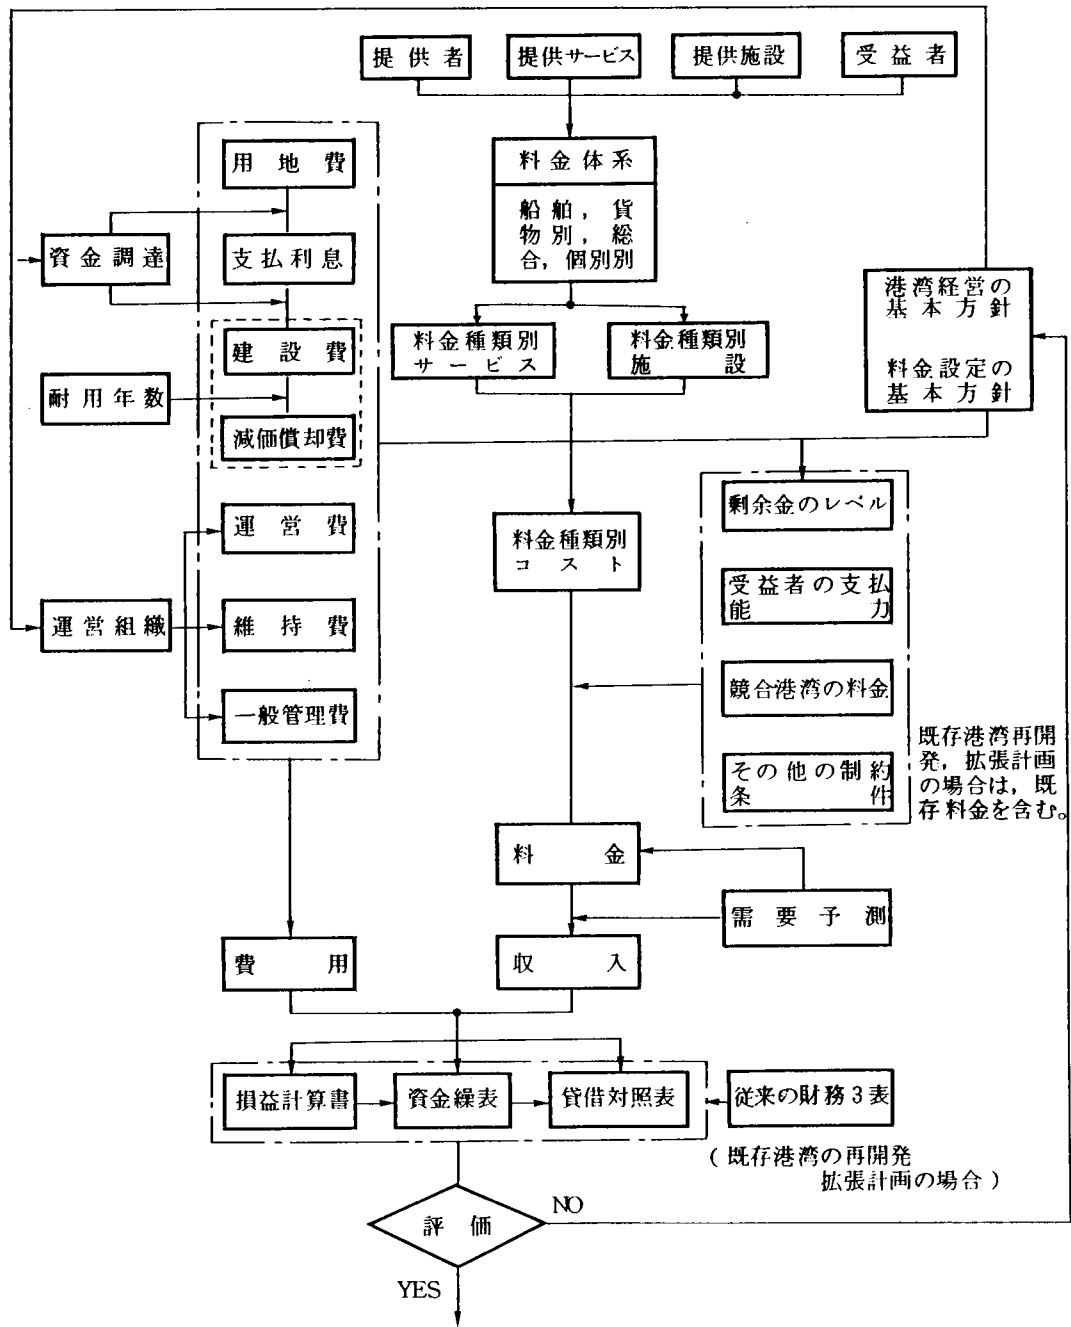 提供者
提供サービス
提供施設
受益者
料金体系
船舶，貨
物別，総
合，個別別
用地費
支払利息
資金調達
建設費
耐用年数
減価償却費
運営費
運営組織
維持費
一般管理費
料金種類別
サービス
料金種類別
施設
港湾経営の
基本方針
料金設定の
基本方針
料金種類別
コスト
剰余金のレベル
受益者の支払
能力
競合港湾の料金
その他の制約
条件
既存港湾再開
発，拡張計画
の場合は，既
存料金を含む。
料金
需要予測
費用
収入
損益計算書
資金繰表
貸借対照表
従来の財務3表
（既存港湾の再開発
拡張計画の場合）
評価
NO
YES